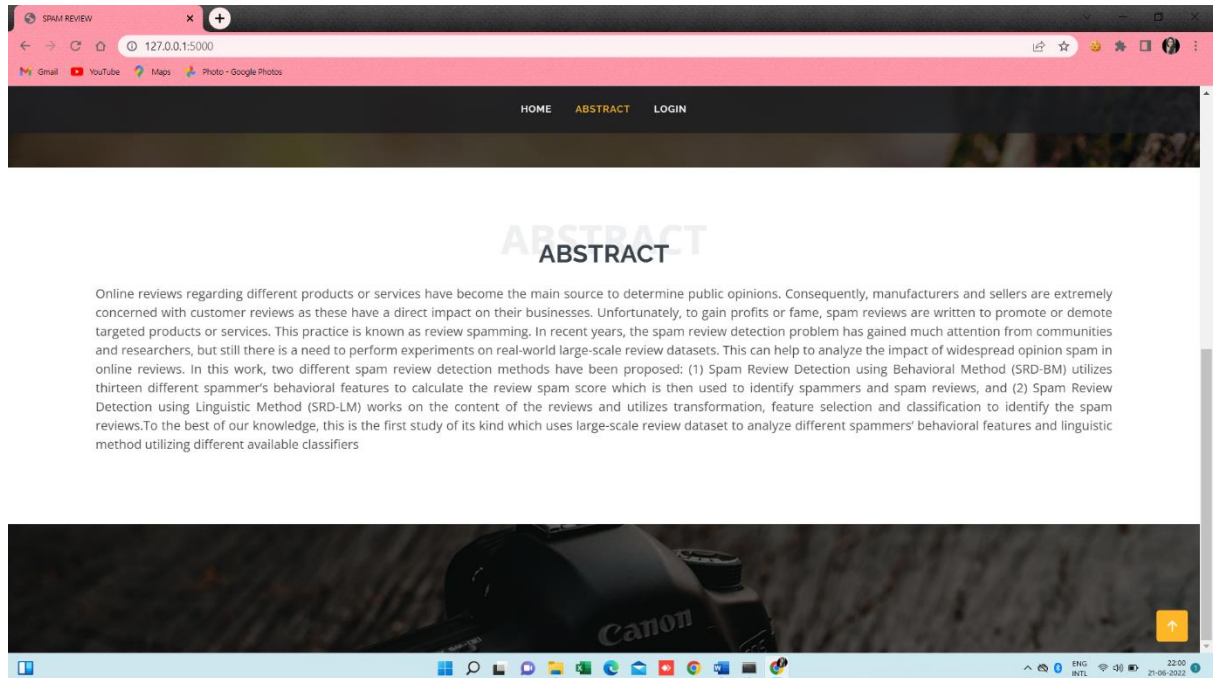 SPAM REVIEW
127.0.0.1:5000
Gmail YouTube Maps Photo - Google Photos
HOME ABSTRACT LOGIN
ABSTRACT
ABSTRACT
Online reviews regarding different products or services have become the main source to determine public opinions. Consequently, manufacturers and sellers are extremely
concerned with customer reviews as these have a direct impact on their businesses. Unfortunately, to gain profits or fame, spam reviews are written to promote or demote
targeted products or services. This practice is known as review spamming. In recent years, the spam review detection problem has gained much attention from communities
and researchers, but still there is a need to perform experiments on real-world large-scale review datasets. This can help to analyze the impact of widespread opinion spam in
online reviews. In this work, two different spam review detection methods have been proposed: (1) Spam Review Detection using Behavioral Method (SRD-BM) utilizes
thirteen different spammer's behavioral features to calculate the review spam score which is then used to identify spammers and spam reviews, and (2) Spam Review
Detection using Linguistic Method (SRD-LM) works on the content of the reviews and utilizes transformation, feature selection and classification to identify the spam
reviews.To the best of our knowledge, this is the first study of its kind which uses large-scale review dataset to analyze different spammers' behavioral features and linguistic
method utilizing different available classifiers
Canon
ENG 22:00
INTL 21-06-2022